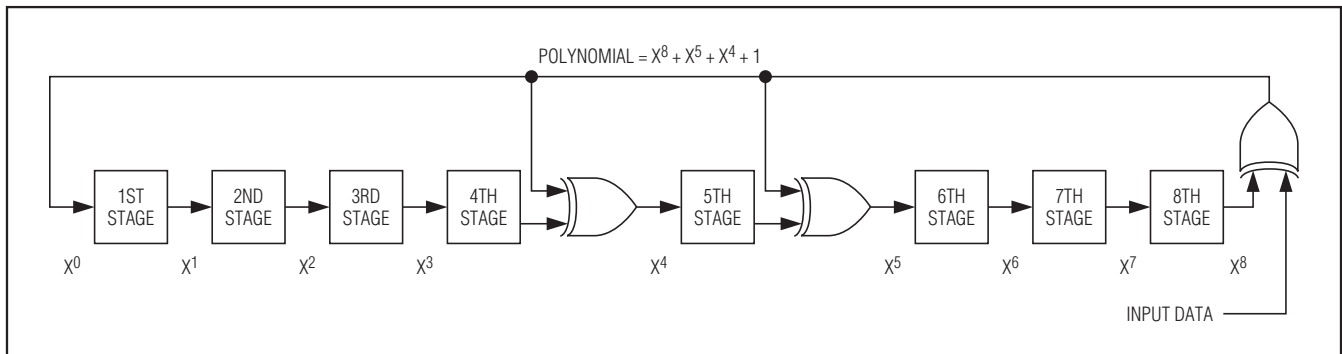 POLYNOMIAL = X⁸ + X⁵ + X⁴ + 1
1ST
STAGE
2ND
STAGE
3RD
STAGE
4TH
STAGE
5TH
STAGE
6TH
STAGE
7TH
STAGE
8TH
STAGE
X⁰ X¹ X² X³ X⁴ X⁵ X⁶ X⁷ X⁸
INPUT DATA